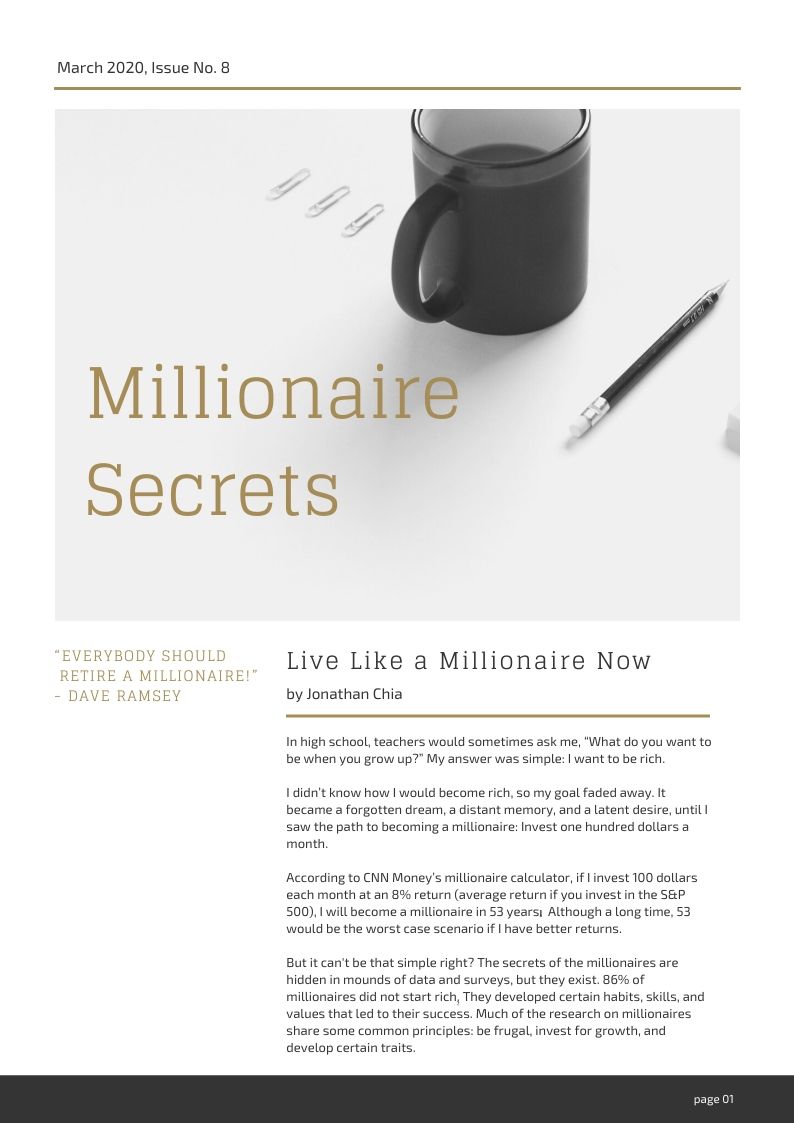 March 2020, Issue No. 8
Millionaire
Secrets
“EVERYBODY SHOULD
RETIRE A MILLIONAIRE!”
– DAVE RAMSEY
Live Like a Millionaire Now
by Jonathan Chia
In high school, teachers would sometimes ask me, “What do you want to
be when you grow up?” My answer was simple: I want to be rich.
I didn’t know how I would become rich, so my goal faded away. It
became a forgotten dream, a distant memory, and a latent desire, until I
saw the path to becoming a millionaire: Invest one hundred dollars a
month.
According to CNN Money’s millionaire calculator, if I invest 100 dollars
each month at an 8% return (average return if you invest in the S&P
500), I will become a millionaire in 53 years; Although a long time, 53
would be the worst case scenario if I have better returns.
But it can't be that simple right? The secrets of the millionaires are
hidden in mounds of data and surveys, but they exist. 86% of
millionaires did not start rich, They developed certain habits, skills, and
values that led to their success. Much of the research on millionaires
share some common principles: be frugal, invest for growth, and
develop certain traits.
page 01